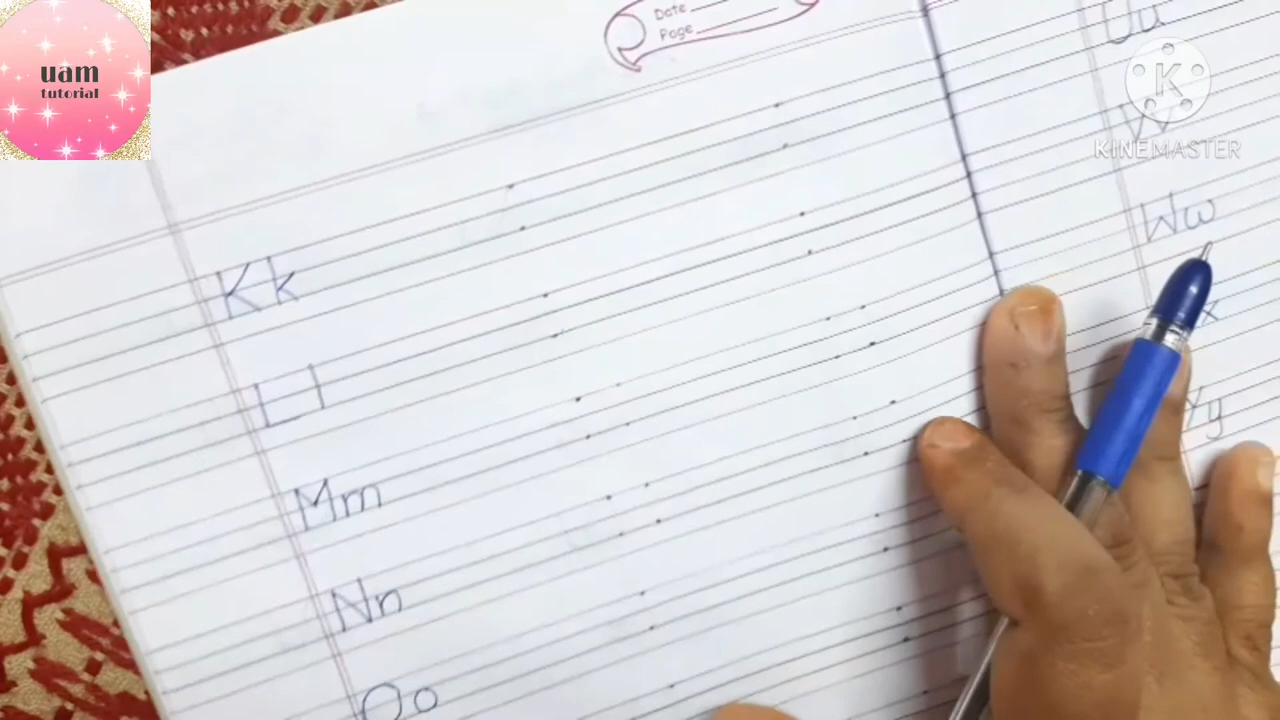 uam
tutorial
Date
Page
Kk
Ll
Mm
Nn
Oo
Uu
V
Ww
x
Yy
K
KINEMASTER